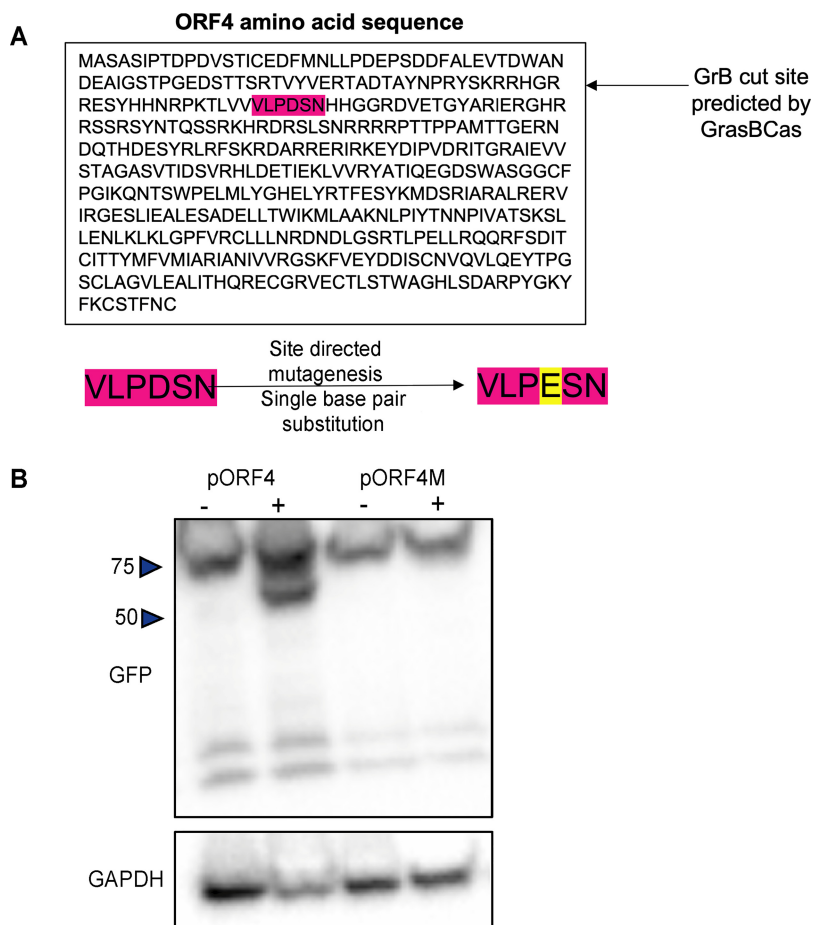 A
ORF4 amino acid sequence
MASASIPTDPDVSTICEDFMNLLPDEPSDDFALEVTDWAN
DEAIGSTPGEDSTTSRTVYVERTADTAYNPRYSKRRHGR
RESYHHNRPKTLVVVLPDSNHHGGRDVETGYARIERGHR
RSSRSYNTQSSRKHRDRSLSNRRRRPTTPPAMTTGERN
DQTHDESYRLRFSKRDARRERIRKEYDIPVDRITGRAIEVV
STAGASVTIDSVRHLDETIEKLVVRYATIQEGDSWASGGCF
PGIKQNTSWPELMLYGHELYRTFESYKMDSRIARALRERV
IRGESLIEALESADELLTWIKMLAAKNLPIYTNNPIVATSKSL
LENLKLKLGPFVRCLLLNRDNDLGSRTLPELLRQQRFSDIT
CITTYMFVMIARIANIVVRGSKFVEYDDISCNVQVLQEYTPG
SCLAGVLEALITHQRECGRVECTLSTWAGHLSDARPYGKY
FKCSTFNC
GrB cut site
predicted by
GrasBCas
VLPDSN
Site directed
mutagenesis
Single base pair
substitution
VLPESN
B
pORF4 pORF4M
- + - +
75
50
GFP
GAPDH